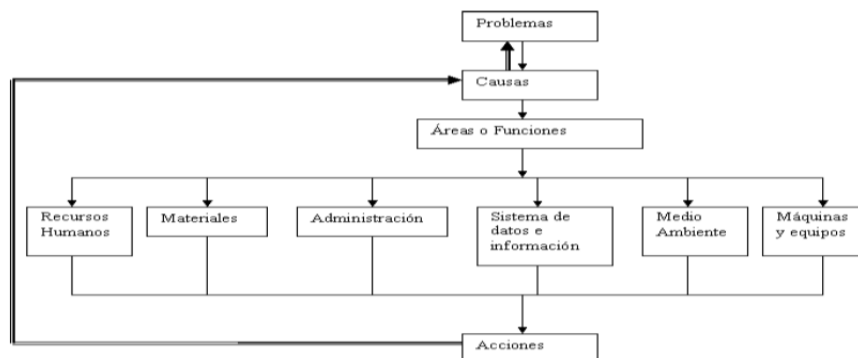 Problemas
Causas
Áreas o Funciones
Recursos
Humanos
Materiales
Administración
Sistema de
datos e
información
Medio
Ambiente
Máquinas
y equipos
Acciones